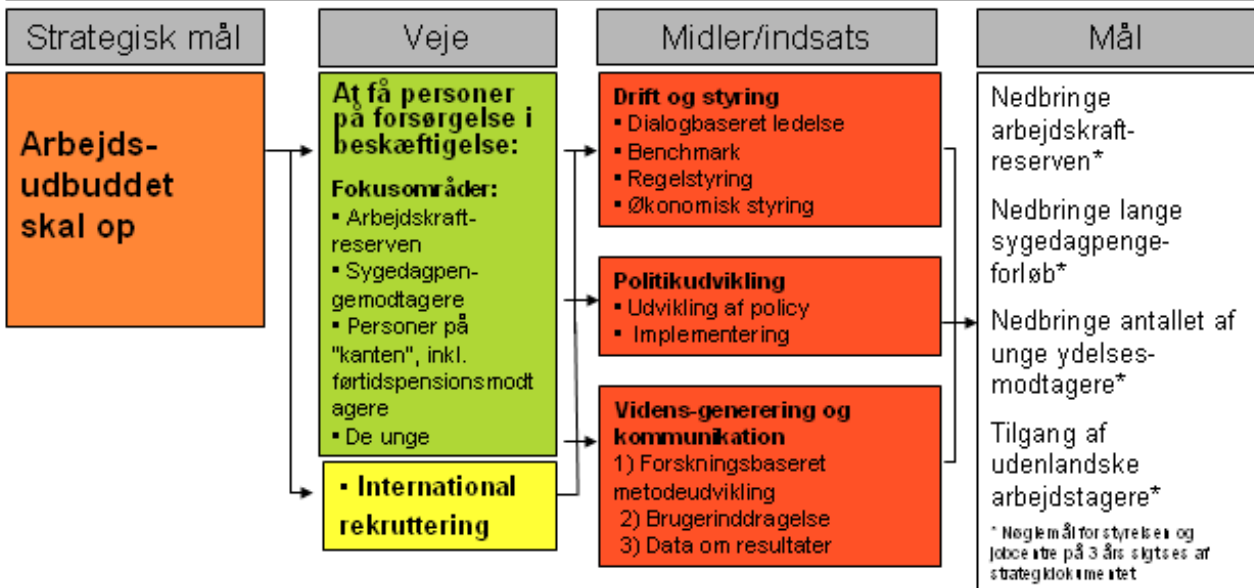 Strategisk mål
Veje
Midler/indsats
Mål
Arbejds-
udbuddet
skal op
At få personer
på forsørgelse i
beskæftigelse:
Fokusområder:
▪ Arbejdskraft-
reserven
▪ Sygedagpen-
gemodtagere
▪ Personer på
"kanten", inkl.
førtidspensionsmodt
agere
▪ De unge
▪ International
rekruttering
Drift og styring
▪ Dialogbaseret ledelse
▪ Benchmark
▪ Regelstyring
▪ Økonomisk styring
Politikudvikling
▪ Udvikling af policy
▪ Implementering
Videns-generering og
kommunikation
1) Forskningsbaseret
metodeudvikling
2) Brugerinddragelse
3) Data om resultater
Nedbringe
arbejdskraft-
reserven*
Nedbringe lange
sygedagpenge-
forløb*
Nedbringe antallet af
unge ydelses-
modtagere*
Tilgang af
udenlandske
arbejdstagere*
* Nøglemål for styrelsen og
jobcentre på 3 års sigt ses af
strategidokumentet